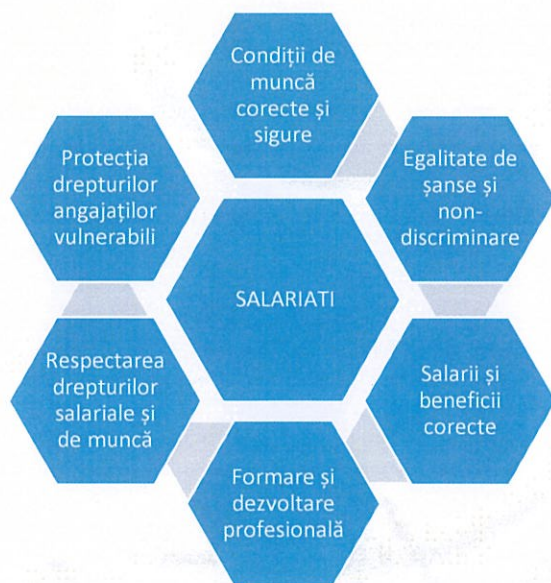 Condiții de
muncă
corecte și
sigure
Egalitate de
șanse și
non-
discriminare
Salarii și
beneficii
corecte
Formare și
dezvoltare
profesională
Respectarea
drepturilor
salariale și
de muncă
Protecția
drepturilor
angajaților
vulnerabili
SALARIATI